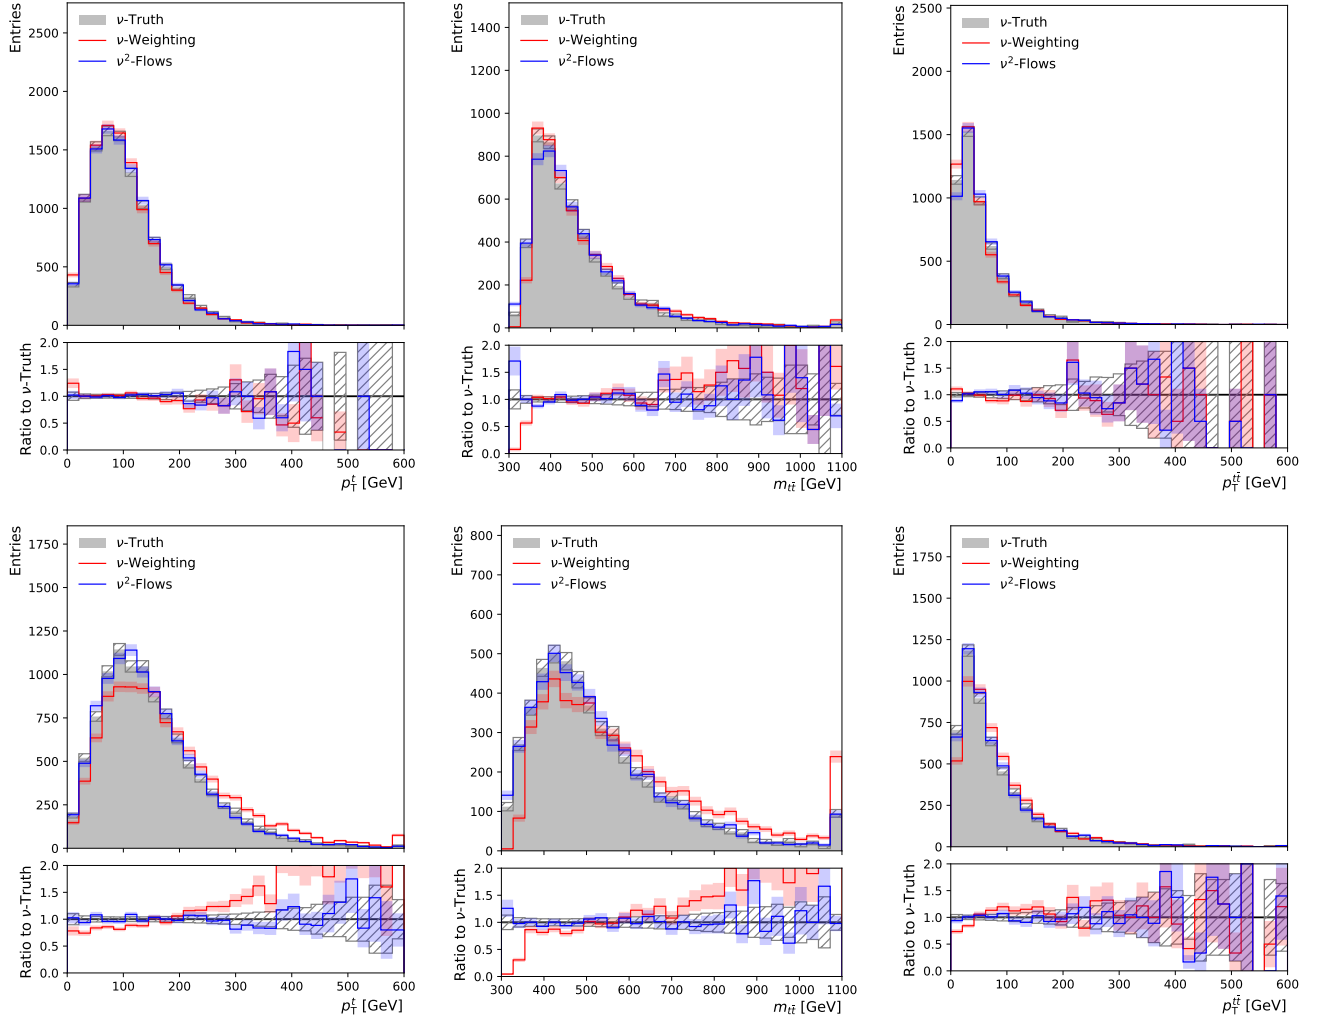 Entries
ν-Truth
ν-Weighting
ν²-Flows
2500
2000
1500
1000
500
0
Ratio to ν-Truth
2.0
1.5
1.0
0.5
0.0
0 100 200 300 400 500 600
p_T^t [GeV]
Entries
ν-Truth
ν-Weighting
ν²-Flows
1400
1200
1000
800
600
400
200
0
Ratio to ν-Truth
2.0
1.5
1.0
0.5
0.0
300 400 500 600 700 800 900 1000 1100
m_{tt̄} [GeV]
Entries
ν-Truth
ν-Weighting
ν²-Flows
2500
2000
1500
1000
500
0
Ratio to ν-Truth
2.0
1.5
1.0
0.5
0.0
0 100 200 300 400 500 600
p_T^{tt̄} [GeV]
Entries
ν-Truth
ν-Weighting
ν²-Flows
1750
1500
1250
1000
750
500
250
0
Ratio to ν-Truth
2.0
1.5
1.0
0.5
0.0
0 100 200 300 400 500 600
p_T^t [GeV]
Entries
ν-Truth
ν-Weighting
ν²-Flows
800
700
600
500
400
300
200
100
0
Ratio to ν-Truth
2.0
1.5
1.0
0.5
0.0
300 400 500 600 700 800 900 1000 1100
m_{tt̄} [GeV]
Entries
ν-Truth
ν-Weighting
ν²-Flows
1750
1500
1250
1000
750
500
250
0
Ratio to ν-Truth
2.0
1.5
1.0
0.5
0.0
0 100 200 300 400 500 600
p_T^{tt̄} [GeV]